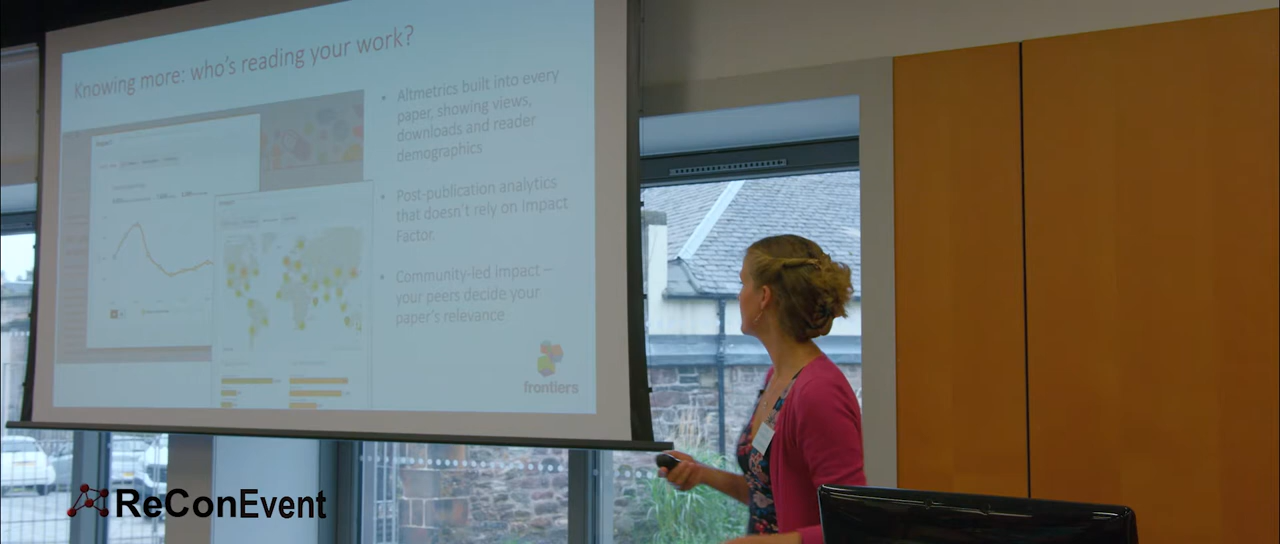 Knowing more: who's reading your work?
• Altmetrics built into every
paper, showing views,
downloads and reader
demographics
• Post-publication analytics
that doesn't rely on Impact
Factor.
• Community-led impact –
your peers decide your
paper's relevance
frontiers
ReConEvent